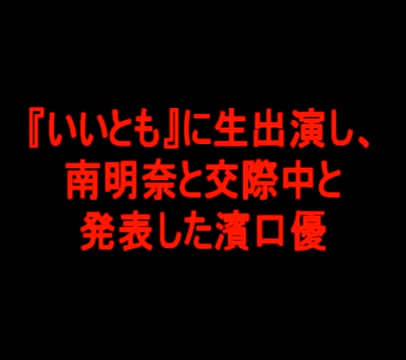 『いいとも』に生出演し、
南明奈と交際中と
発表した濱口優